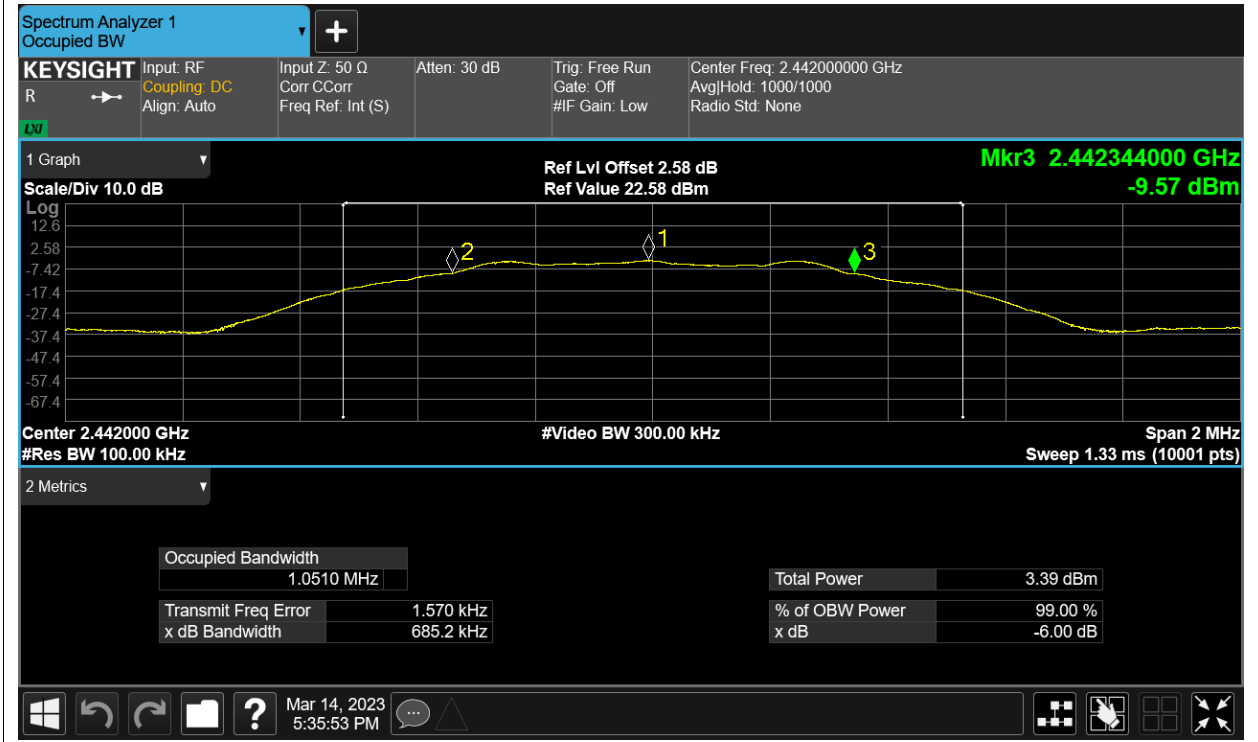 Spectrum Analyzer 1
Occupied BW
KEYSIGHT
R
LXI
Input: RF
Coupling: DC
Align: Auto
Input Z: 50 Ω
Corr CCorr
Freq Ref: Int (S)
Atten: 30 dB
Trig: Free Run
Gate: Off
#IF Gain: Low
Center Freq: 2.442000000 GHz
Avg|Hold: 1000/1000
Radio Std: None
1 Graph
Scale/Div 10.0 dB
Ref Lvl Offset 2.58 dB
Ref Value 22.58 dBm
Mkr3 2.442344000 GHz
-9.57 dBm
Log
12.6
2.58
-7.42
-17.4
-27.4
-37.4
-47.4
-57.4
-67.4
2
1
3
Center 2.442000 GHz
#Video BW 300.00 kHz
Span 2 MHz
#Res BW 100.00 kHz
Sweep 1.33 ms (10001 pts)
2 Metrics
Occupied Bandwidth
1.0510 MHz
Total Power 3.39 dBm
Transmit Freq Error 1.570 kHz
% of OBW Power 99.00 %
x dB Bandwidth 685.2 kHz
x dB -6.00 dB
?
Mar 14, 2023
5:35:53 PM